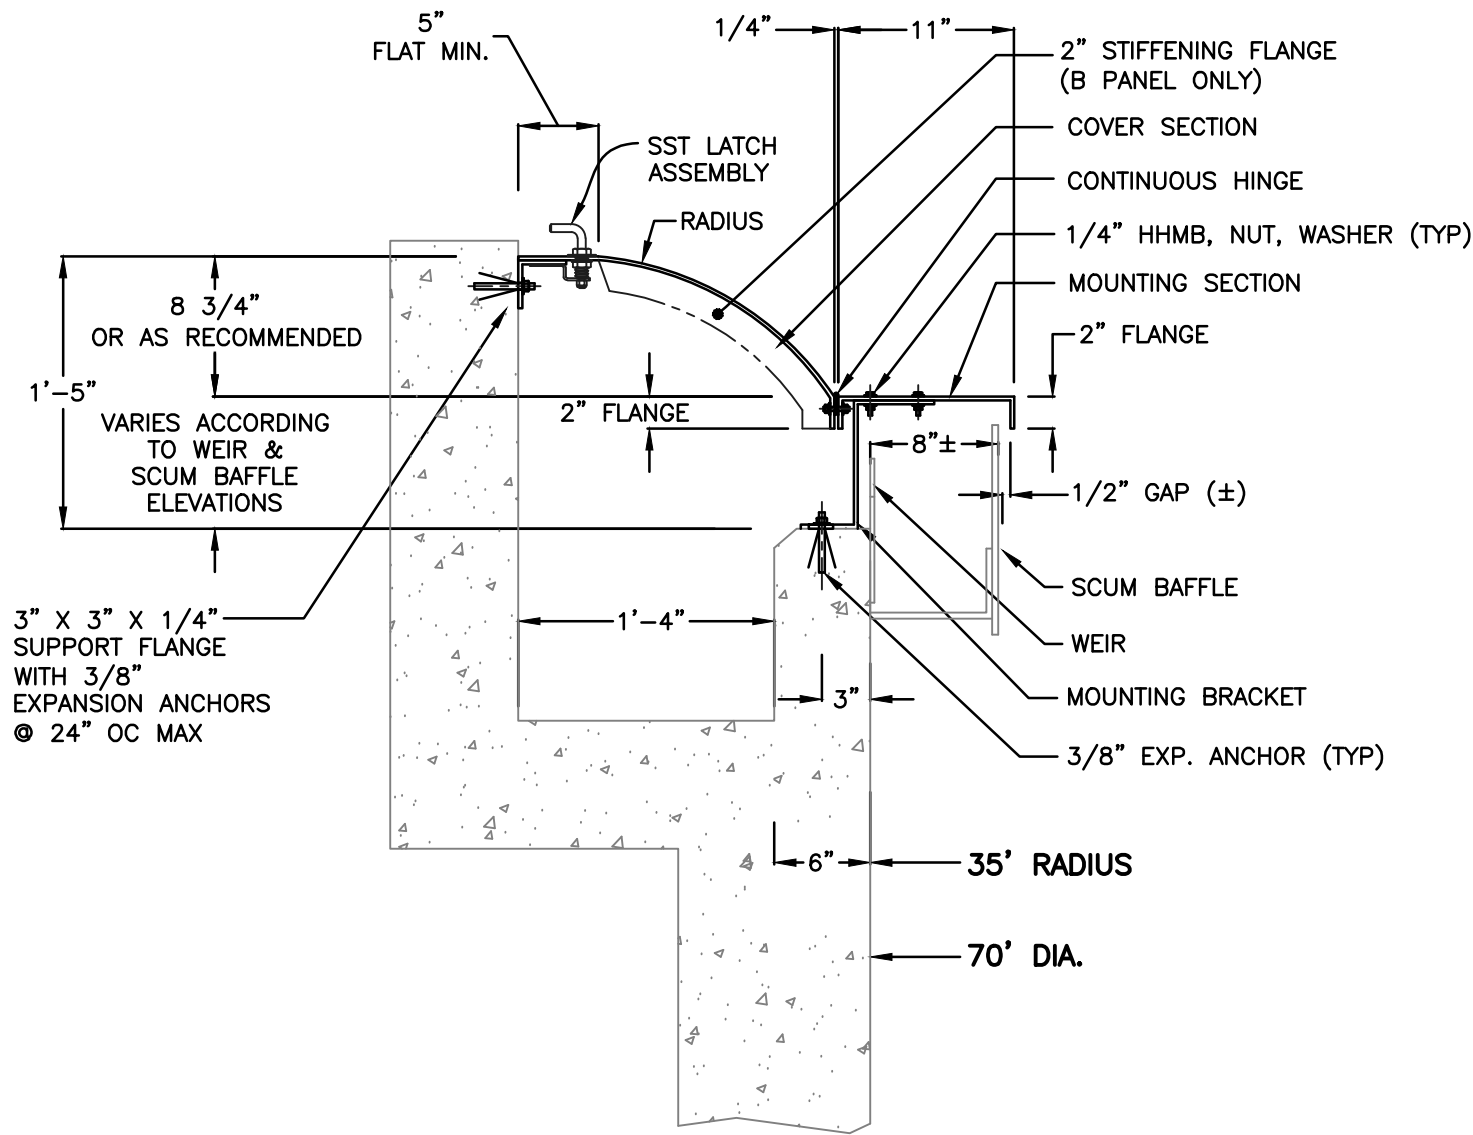 5”
FLAT MIN.
1/4”
11”
2” STIFFENING FLANGE
(B PANEL ONLY)
COVER SECTION
SST LATCH
ASSEMBLY
CONTINUOUS HINGE
RADIUS
1/4” HHMB, NUT, WASHER (TYP)
MOUNTING SECTION
8 3/4”
OR AS RECOMMENDED
2” FLANGE
1’-5”
2” FLANGE
VARIES ACCORDING
TO WEIR &
SCUM BAFFLE
ELEVATIONS
8”±
1/2” GAP (±)
SCUM BAFFLE
3” X 3” X 1/4”
SUPPORT FLANGE
WITH 3/8”
EXPANSION ANCHORS
@ 24” OC MAX
1’-4”
WEIR
3”
MOUNTING BRACKET
3/8” EXP. ANCHOR (TYP)
6”
35’ RADIUS
70’ DIA.